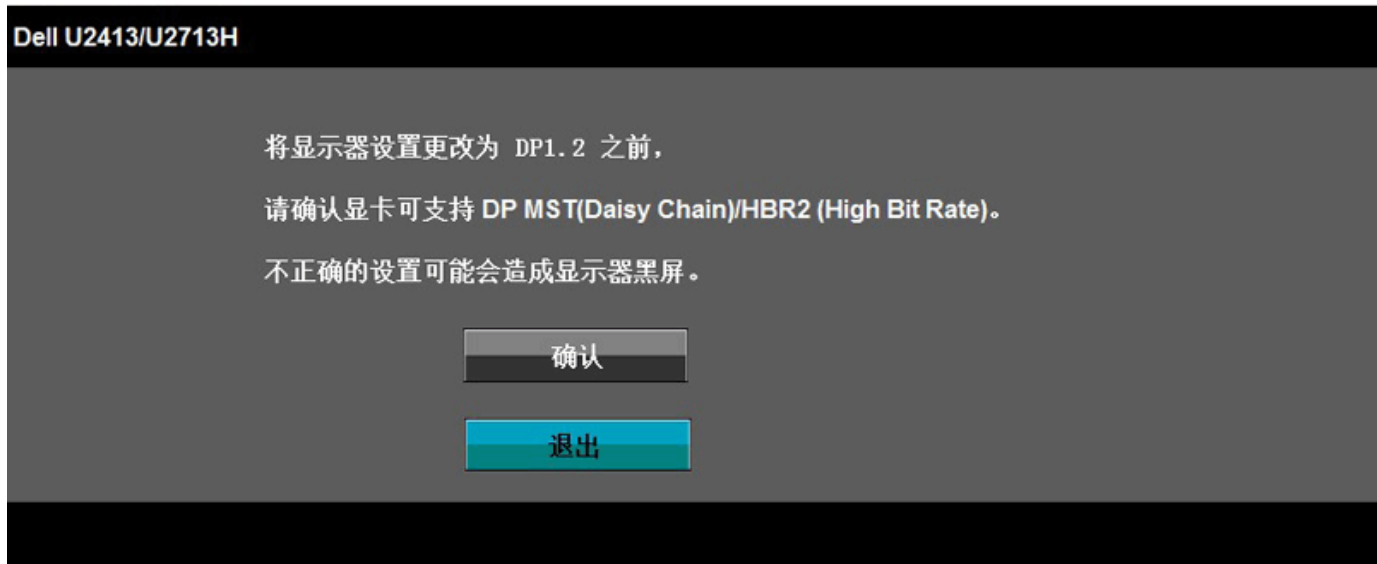 Dell U2413/U2713H
将显示器设置更改为 DP1.2 之前，
请确认显卡可支持 DP MST(Daisy Chain)/HBR2 (High Bit Rate)。
不正确的设置可能会造成显示器黑屏。
确认
退出